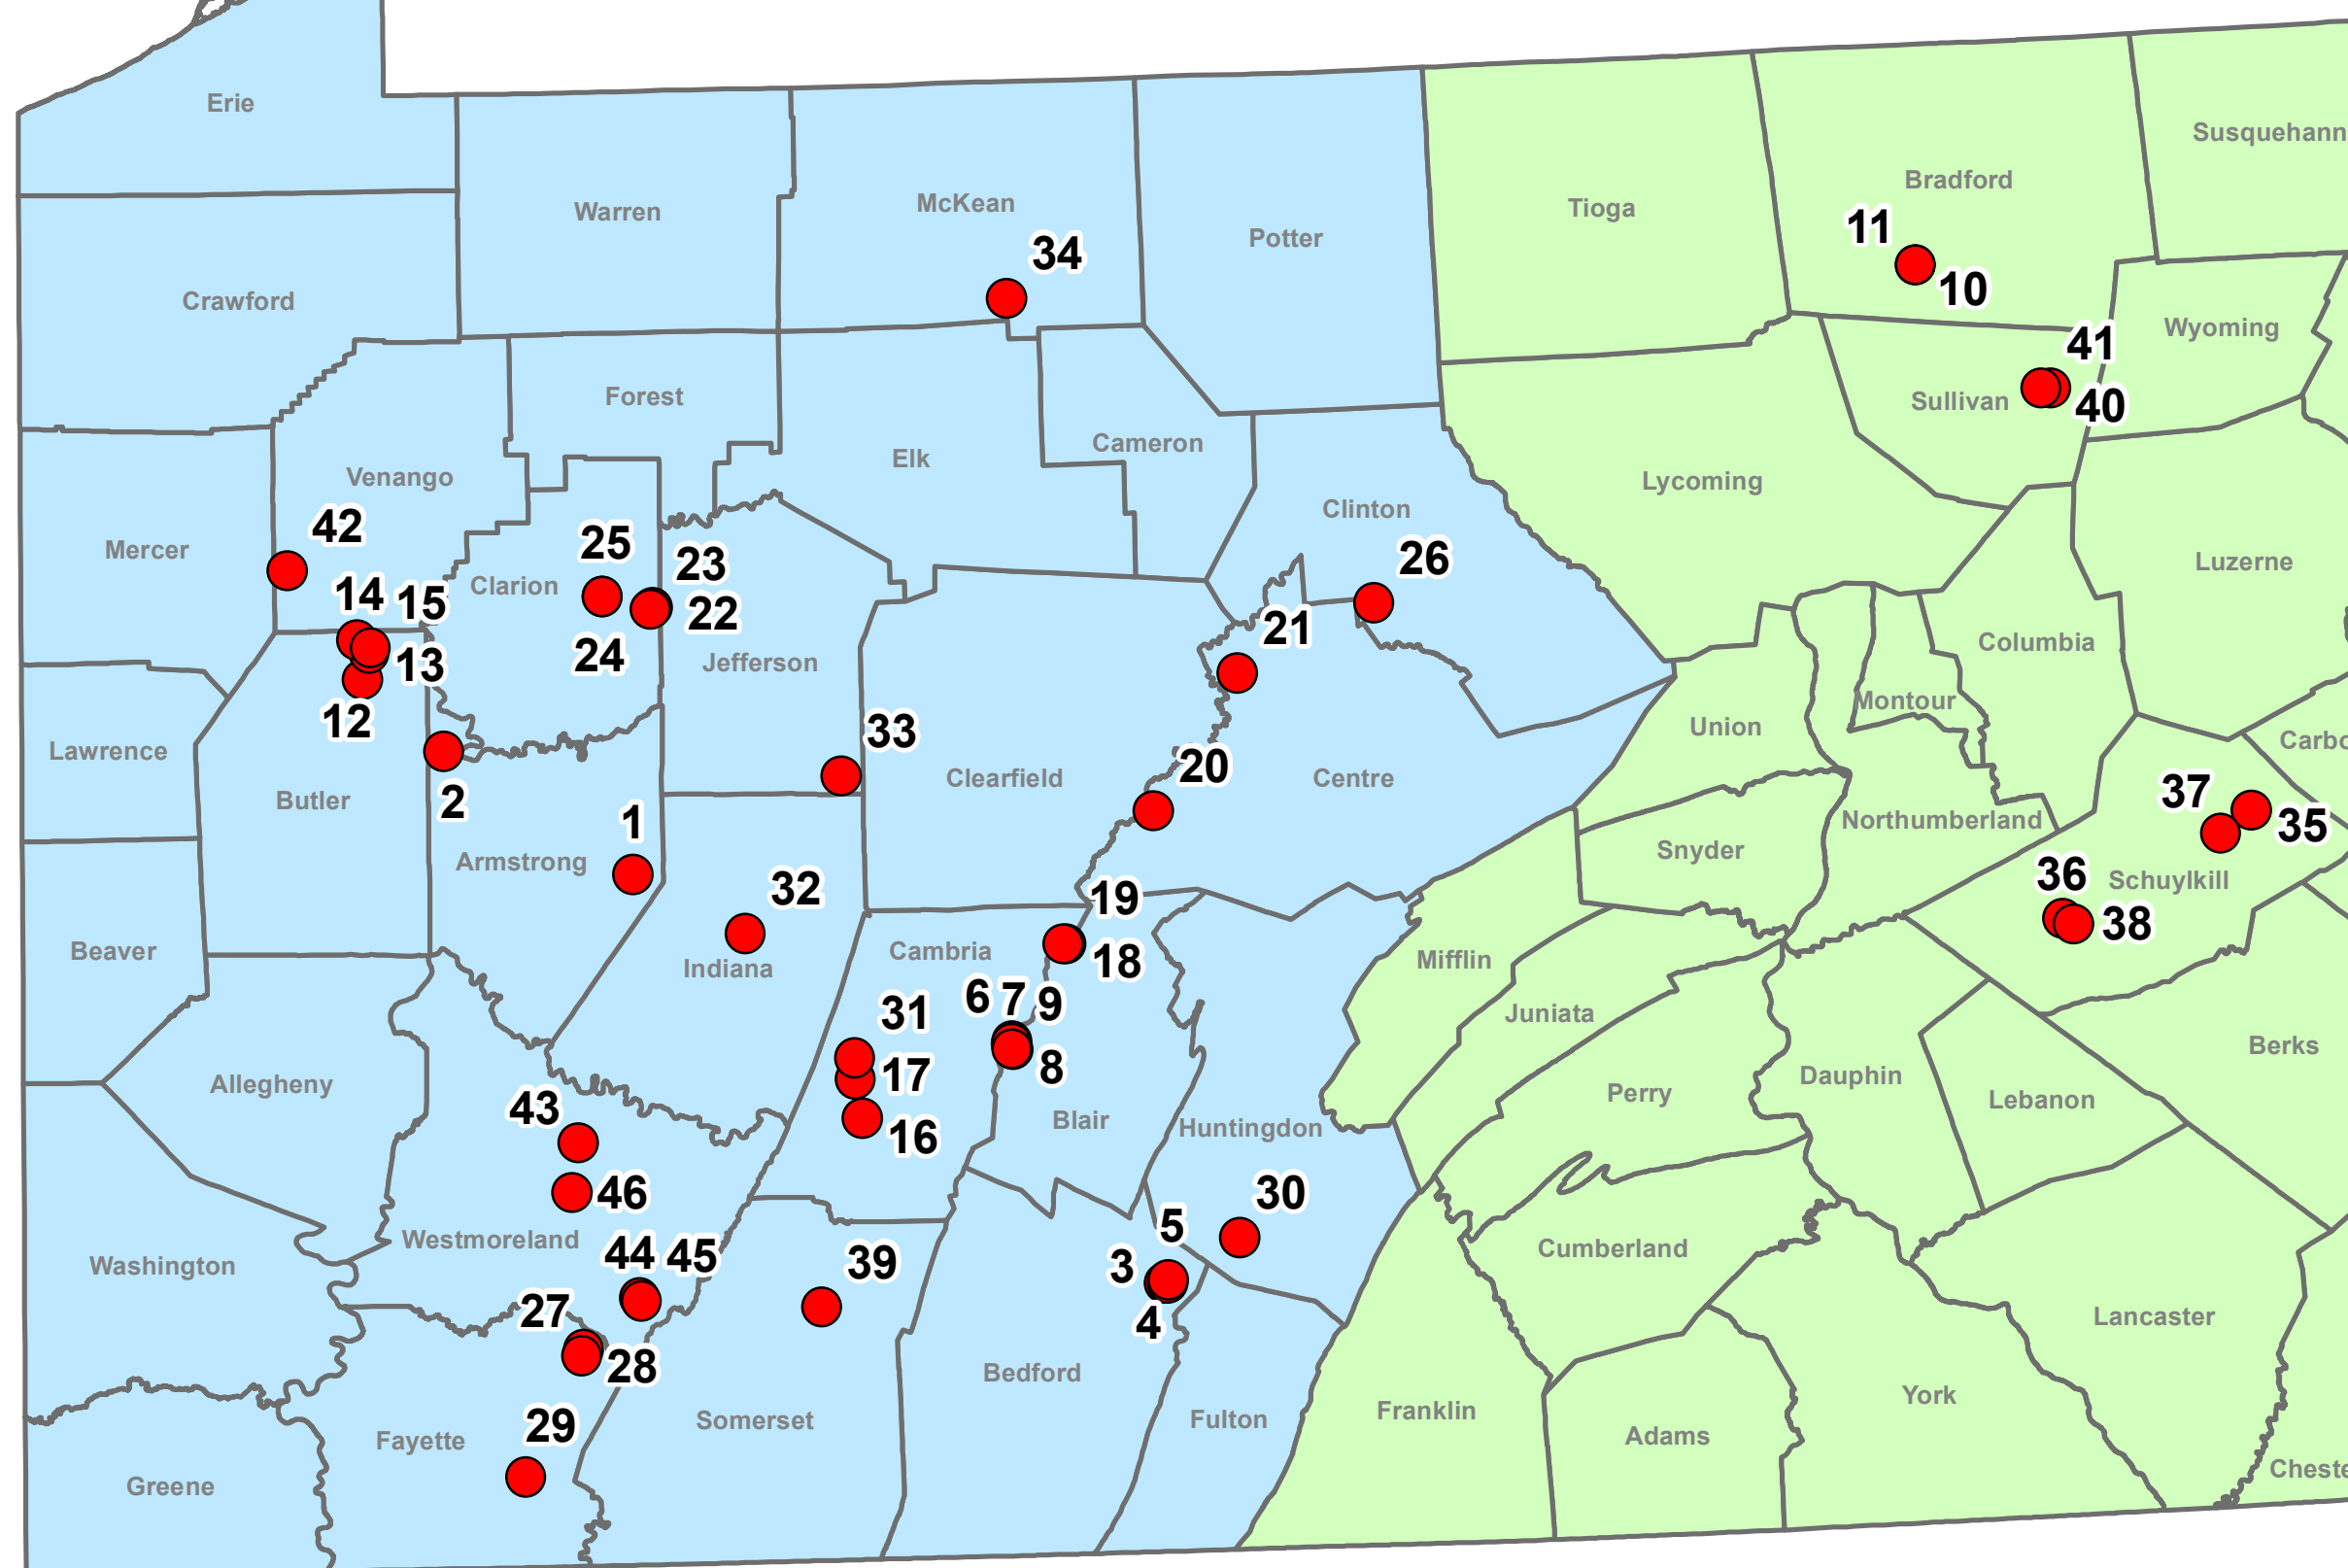 Erie
Susquehann
Bradford
McKean
Tioga
Warren
11
Potter
34
10
Crawford
Wyoming
41
Forest
Sullivan
40
Cameron
Elk
Venango
Lycoming
Clinton
42
25
Mercer
26
23
Luzerne
Clarion
14
15
22
21
Columbia
24
Jefferson
13
Montour
12
Union
33
Carbo
Lawrence
20
Clearfield
Centre
37
Butler
2
1
Northumberland
35
Snyder
Armstrong
36
Schuylkill
32
19
38
Beaver
Cambria
Mifflin
18
Indiana
6
7
9
31
Juniata
Berks
8
17
Dauphin
Allegheny
Perry
Lebanon
43
Blair
Huntingdon
16
46
30
5
Westmoreland
Cumberland
44
45
39
Washington
3
27
4
Lancaster
28
Bedford
York
Franklin
Somerset
Fulton
29
Fayette
Adams
Cheste
Greene